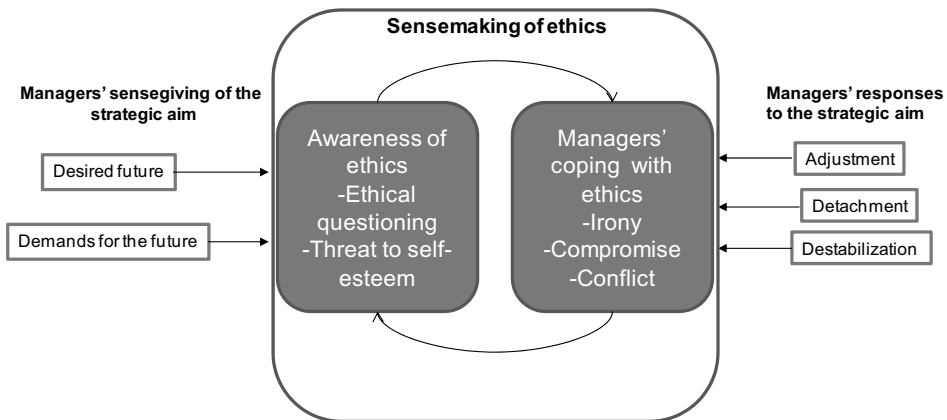 Sensemaking of ethics
Managers' sensegiving of the
strategic aim
Desired future
Demands for the future
Awareness of
ethics
-Ethical
questioning
-Threat to self-
esteem
Managers'
coping with
ethics
-Irony
-Compromise
-Conflict
Managers' responses
to the strategic aim
Adjustment
Detachment
Destabilization